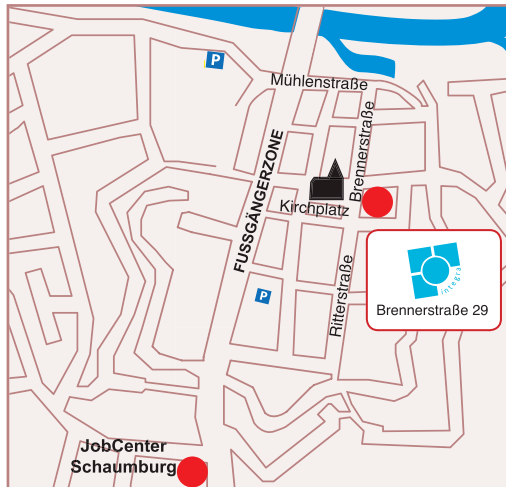 P
Mühlenstraße
Brennerstraße
FUSSGÄNGERZONE
Kirchplatz
Ritterstraße
P
integra
Brennerstraße 29
JobCenter
Schaumburg